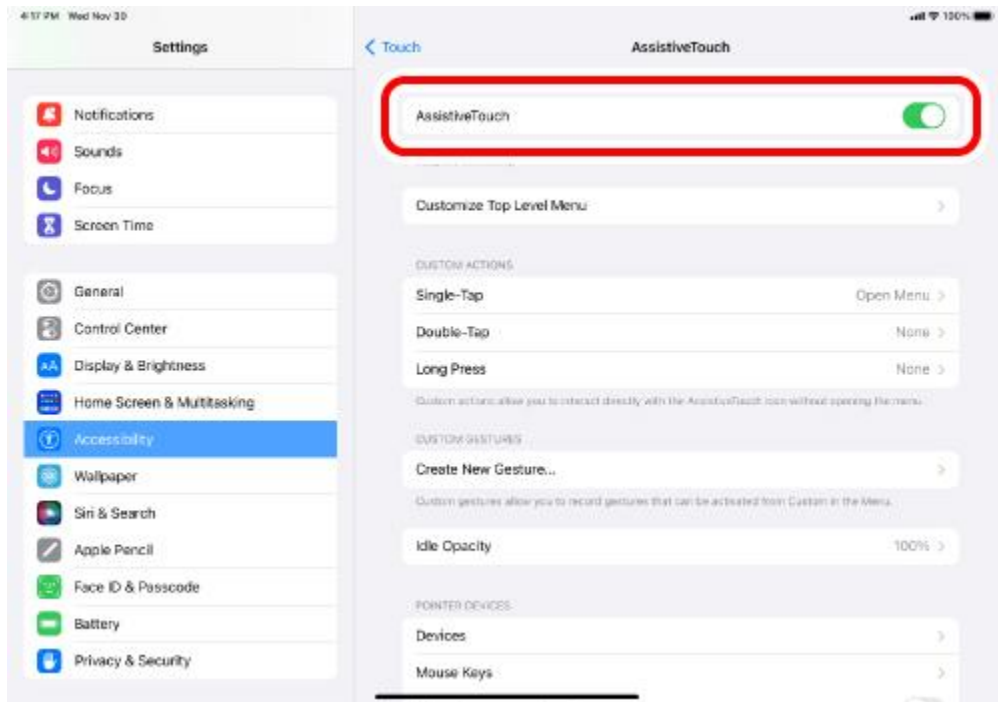 4:17 PM Wed Nov 30
100%
Settings
Notifications
Sounds
Focus
Screen Time
General
Control Center
Display & Brightness
Home Screen & Multitasking
Accessibility
Wallpaper
Siri & Search
Apple Pencil
Face ID & Passcode
Battery
Privacy & Security
Touch
AssistiveTouch
AssistiveTouch
Customize Top Level Menu
CUSTOM ACTIONS
Single-Tap Open Menu
Double-Tap None
Long Press None
Custom actions allow you to interact directly with the AssistiveTouch icon without opening the menu.
CUSTOM GESTURES
Create New Gesture...
Custom gestures allow you to record gestures that can be activated from Custom in the Menu.
Idle Opacity 100%
POINTER DEVICES
Devices
Mouse Keys